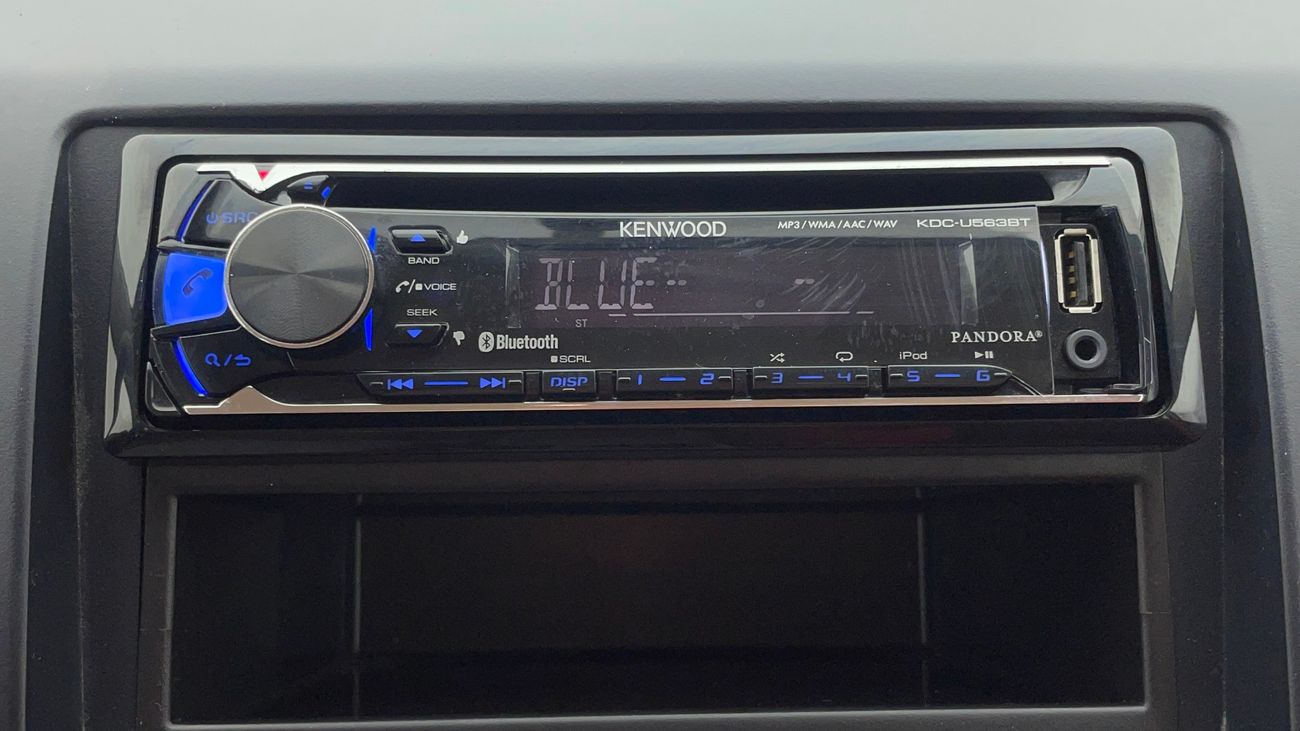 SRC
KENWOOD
MP3/WMA/AAC/WAV
KDC-U563BT
BAND
VOICE
SEEK
BLUE
ST
Bluetooth
PANDORA®
SCRL
iPod
DISP
1
2
3
4
5
6